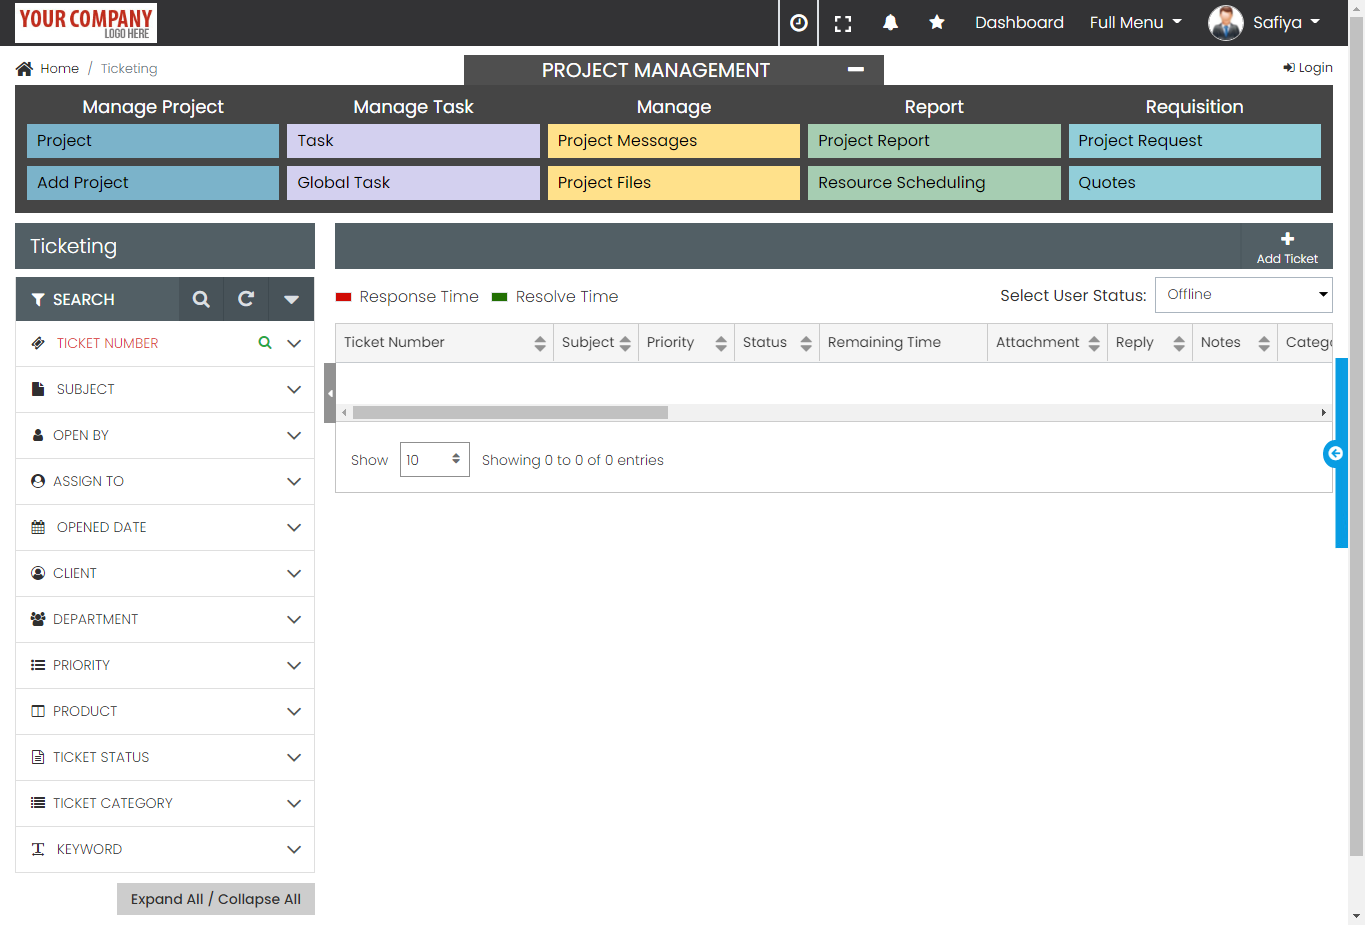 YOUR COMPANY
LOGO HERE
Dashboard
Full Menu
Safiya
Home / Ticketing
PROJECT MANAGEMENT
Login
Manage Project
Manage Task
Manage
Report
Requisition
Project
Task
Project Messages
Project Report
Project Request
Add Project
Global Task
Project Files
Resource Scheduling
Quotes
Ticketing
Add Ticket
SEARCH
TICKET NUMBER
SUBJECT
OPEN BY
ASSIGN TO
OPENED DATE
CLIENT
DEPARTMENT
PRIORITY
PRODUCT
TICKET STATUS
TICKET CATEGORY
KEYWORD
Expand All / Collapse All
Response Time
Resolve Time
Select User Status:
Offline
Ticket Number
Subject
Priority
Status
Remaining Time
Attachment
Reply
Notes
Catego
Show 10 Showing 0 to 0 of 0 entries